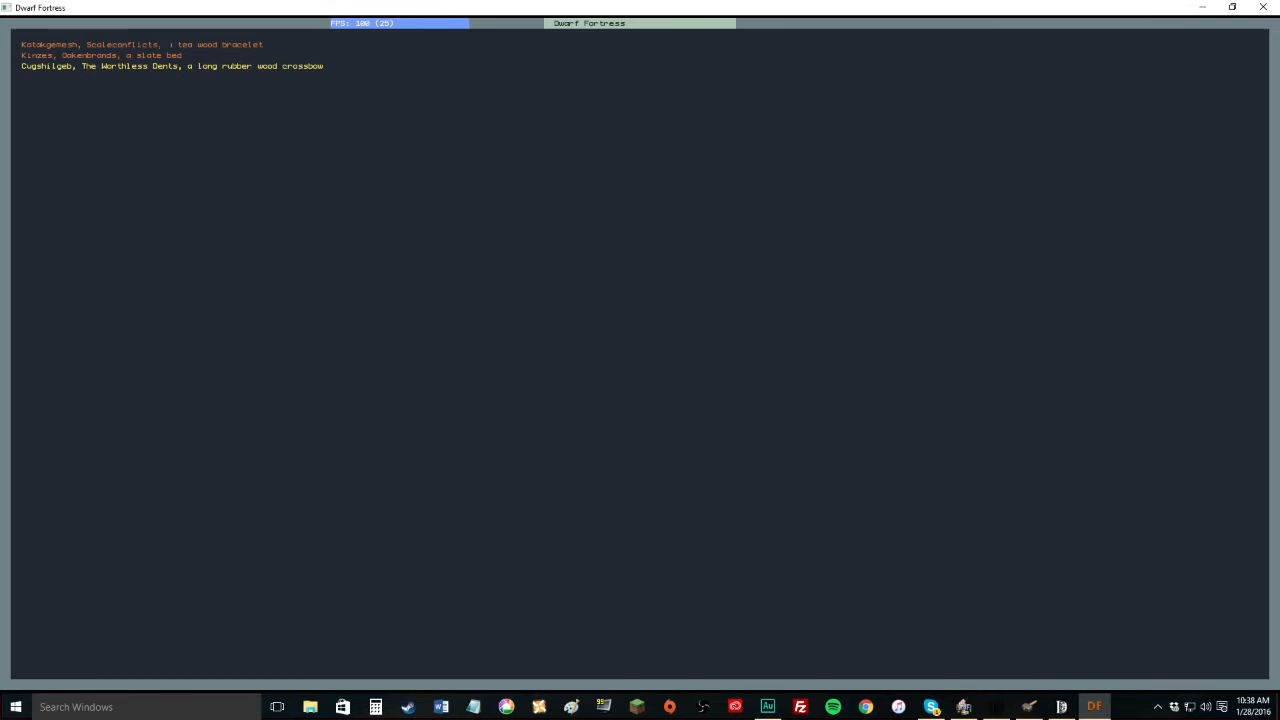 Dwarf Fortress
FPS: 100 (25)
Dwarf Fortress
Katakgemesh, Scaleconflicts, a tea wood bracelet
Kinzes, Oakenbrands, a slate bed
Cugshilgeb, The Worthless Dents, a long rubber wood crossbow
Search Windows
DF
10:38 AM
1/28/2016